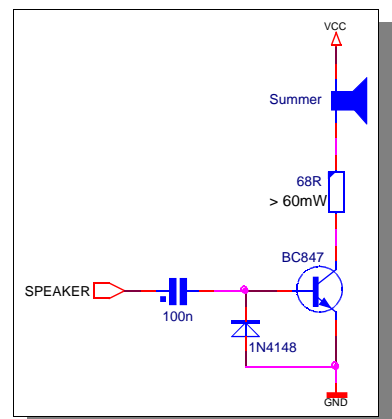 VCC
Summer
68R
> 60mW
BC847
SPEAKER
100n
1N4148
GND